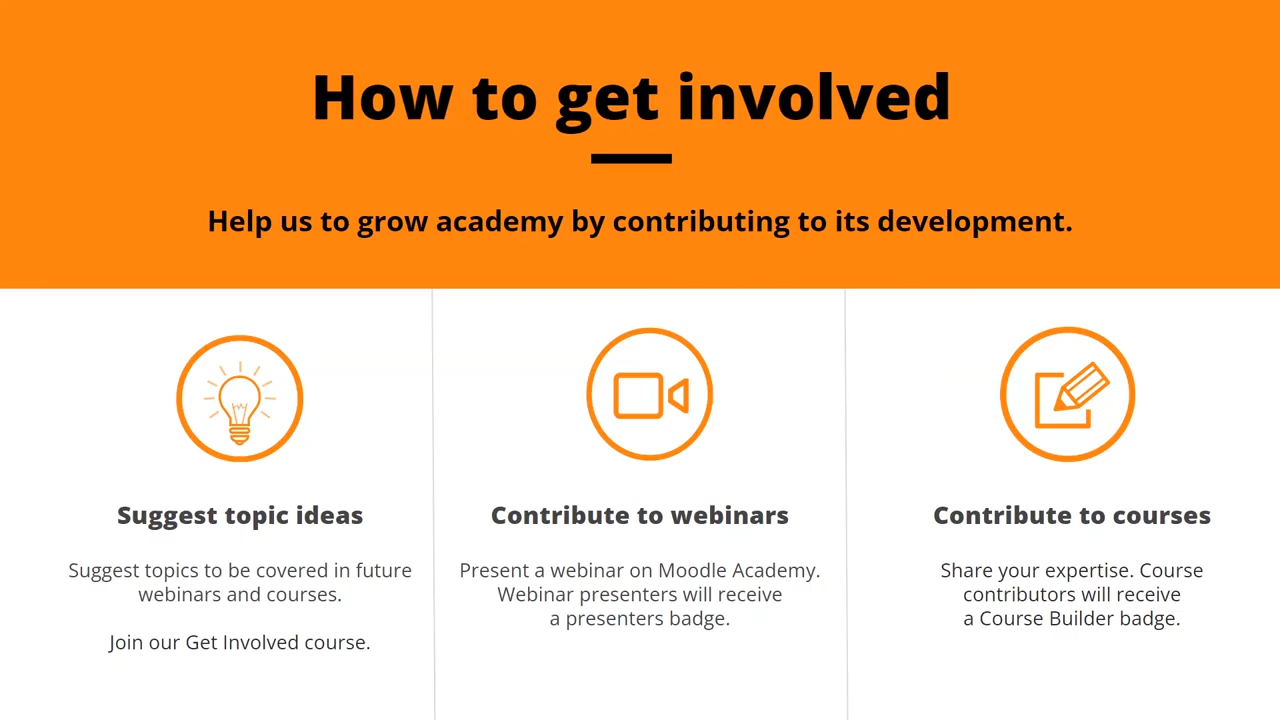 How to get involved
Help us to grow academy by contributing to its development.
Suggest topic ideas
Suggest topics to be covered in future
webinars and courses.
Join our Get Involved course.
Contribute to webinars
Present a webinar on Moodle Academy.
Webinar presenters will receive
a presenters badge.
Contribute to courses
Share your expertise. Course
contributors will receive
a Course Builder badge.